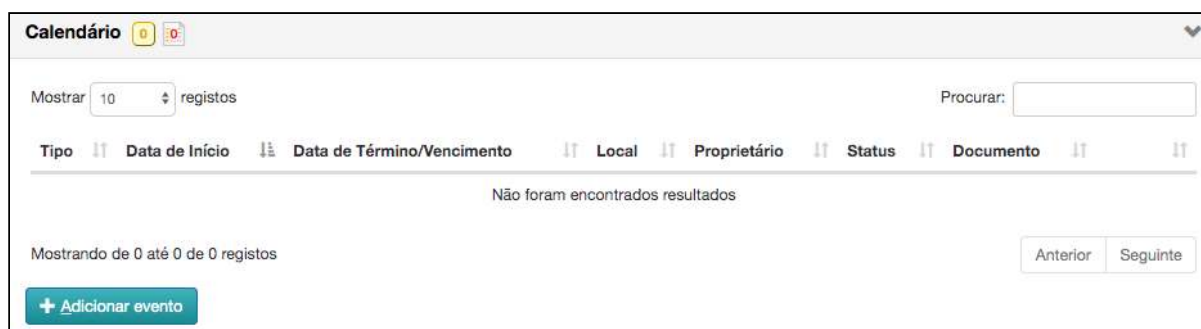 Calendário 0 0
Mostrar 10 registos Procurar:
Tipo Data de Início Data de Término/Vencimento Local Proprietário Status Documento
Não foram encontrados resultados
Mostrando de 0 até 0 de 0 registos Anterior Seguinte
+ Adicionar evento